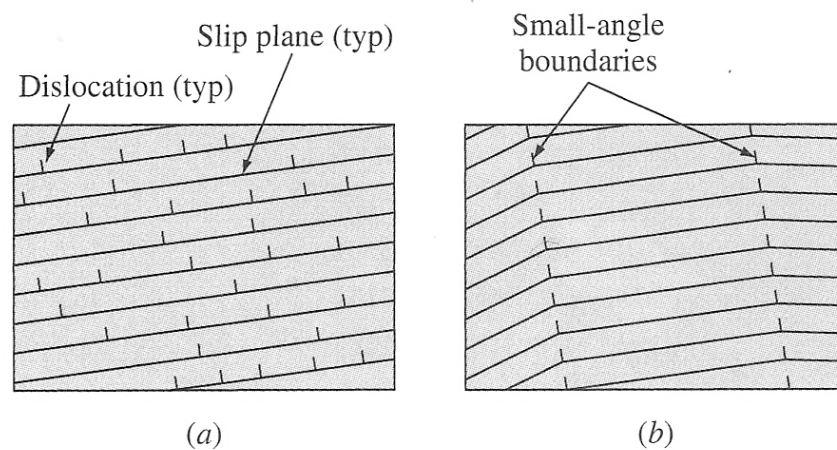 Slip plane (typ)
Dislocation (typ)
Small-angle
boundaries
(a)
(b)